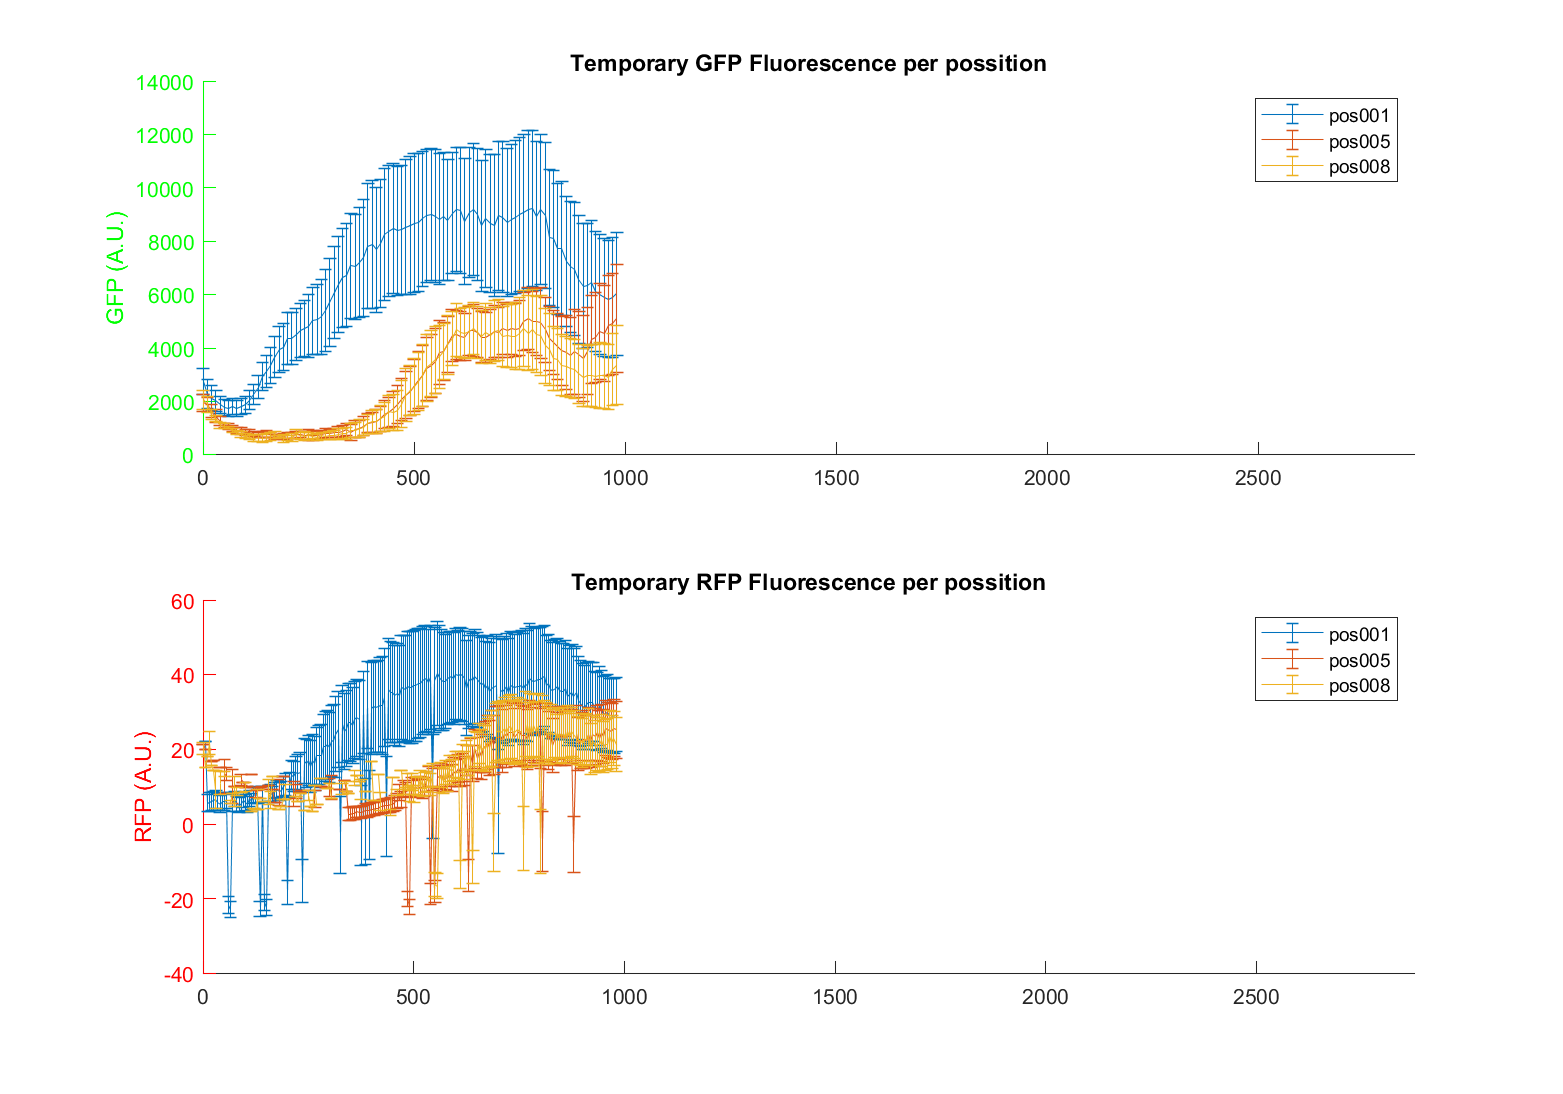 Temporary GFP Fluorescence per possition
14000
12000
10000
8000
6000
4000
2000
0
GFP (A.U.)
pos001
pos005
pos008
0 500 1000 1500 2000 2500
Temporary RFP Fluorescence per possition
60
40
20
0
-20
-40
RFP (A.U.)
pos001
pos005
pos008
0 500 1000 1500 2000 2500